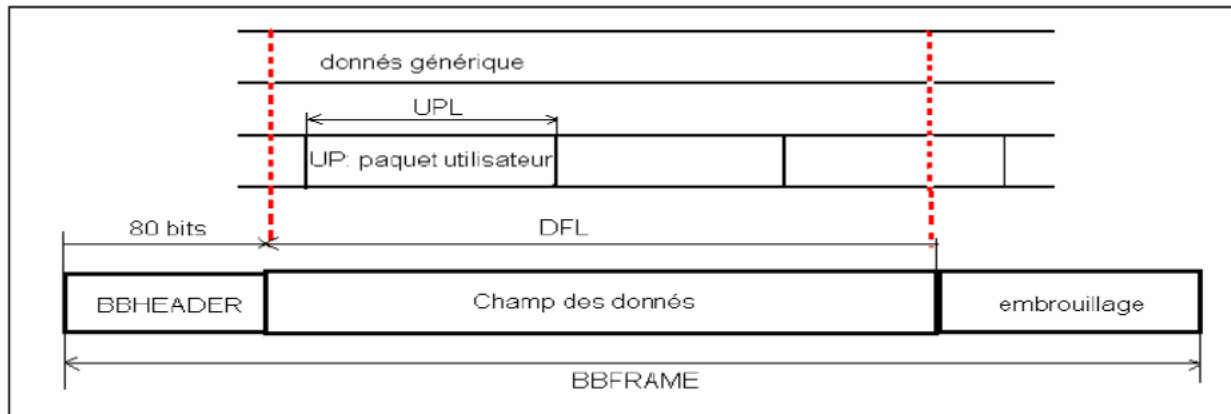 donnés générique
UPL
UP: paquet utilisateur
80 bits
DFL
BBHEADER
Champ des donnés
embrouillage
BBFRAME